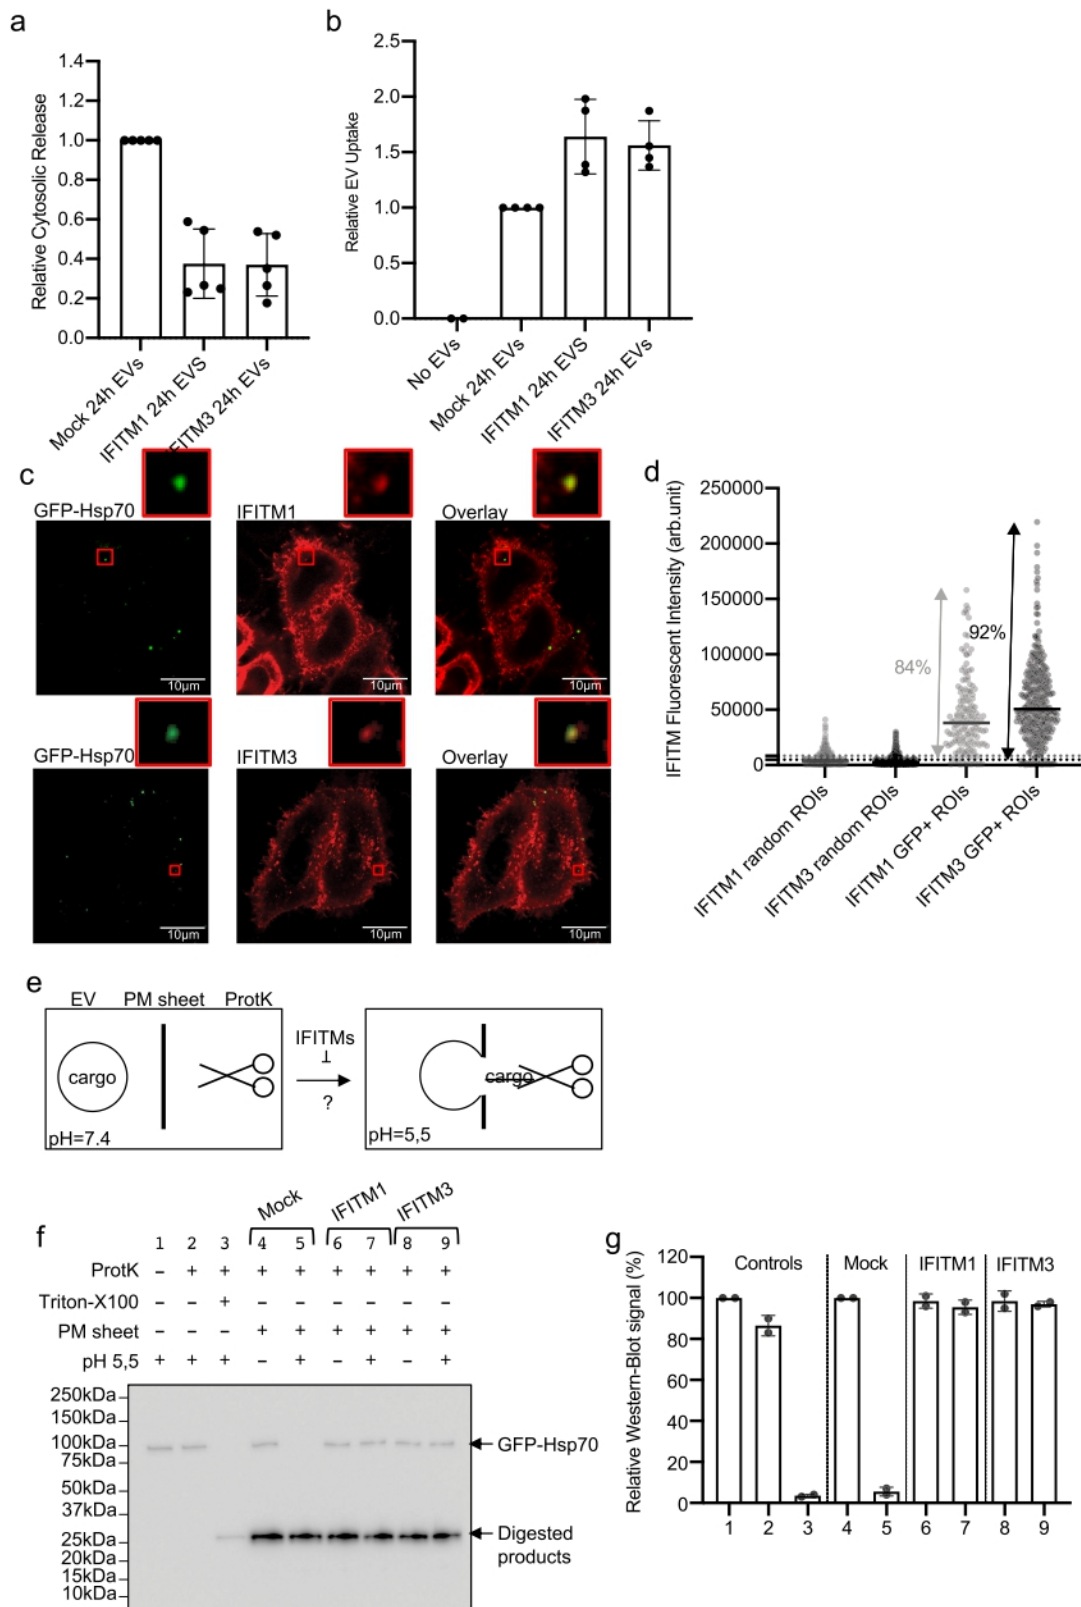 a
1.4
1.2
1.0
0.8
0.6
0.4
0.2
0.0
Relative Cytosolic Release
Mock 24h EVs
IFITM1 24h EVS
FITM3 24h EVs
b
2.5
2.0
1.5
1.0
0.5
0.0
Relative EV Uptake
No EVs
Mock 24h EVs
IFITM1 24h EVS
IFITM3 24h EVs
c
GFP-Hsp70
IFITM1
Overlay
10µm
10µm
10µm
GFP-Hsp70
IFITM3
Overlay
10µm
10µm
10µm
d
250000
200000
150000
100000
50000
0
IFITM Fluorescent Intensity (arb.unit)
84%
92%
IFITM1 random ROIs
IFITM3 random ROIs
IFITM1 GFP+ ROIs
IFITM3 GFP+ ROIs
e
EV PM sheet ProtK
cargo
pH=7.4
IFITMs
?
cargo
pH=5,5
f
Mock IFITM1 IFITM3
1 2 3 4 5 6 7 8 9
ProtK – + + + + + + + +
Triton-X100 – – + – – – – – –
PM sheet – – – + + + + + +
pH 5,5 + + + – + – + – +
250kDa
150kDa
100kDa
75kDa
50kDa
37kDa
25kDa
20kDa
15kDa
10kDa
GFP-Hsp70
Digested
products
g
120
100
80
60
40
20
0
Relative Western-Blot signal (%)
Controls Mock IFITM1 IFITM3
1 2 3 4 5 6 7 8 9